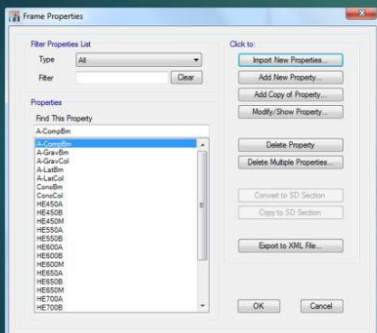 Frame Properties
Filter Properties List
Type All
Filter Clear
Properties
Find This Property
A-CompBm
A-CompBm
A-GravBm
A-GravCol
A-LatBm
A-LatCol
ConcBm
ConcCol
HE450A
HE450B
HE450M
HE550A
HE550B
HE600A
HE600B
HE600M
HE650A
HE650B
HE650M
HE700A
HE700B
Click to:
Import New Properties...
Add New Property...
Add Copy of Property...
Modify/Show Property...
Delete Property
Delete Multiple Properties...
Convert to SD Section
Copy to SD Section
Export to XML File...
OK Cancel